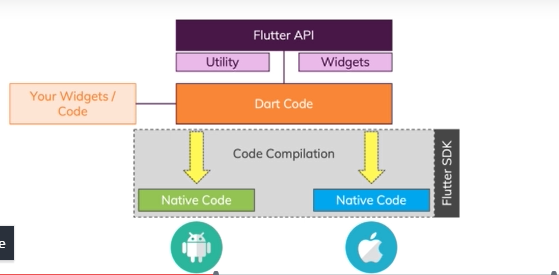 Flutter API
Utility
Widgets
Your Widgets /
Code
Dart Code
Code Compilation
Flutter SDK
Native Code
Native Code
e